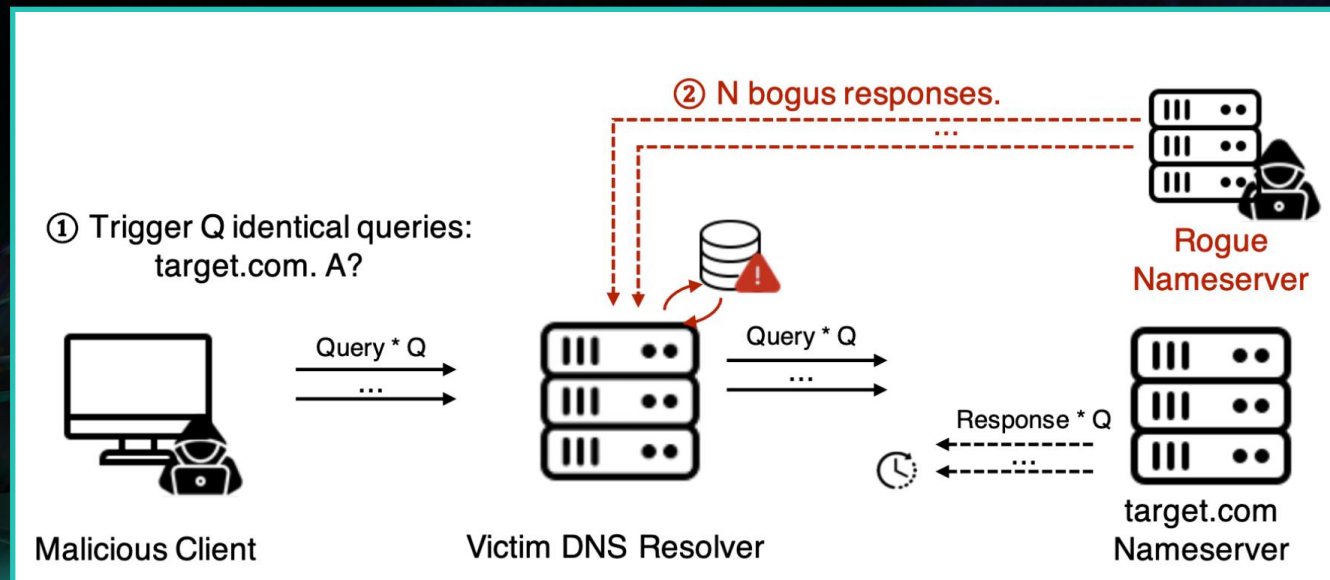 ② N bogus responses.
...
① Trigger Q identical queries:
target.com. A?
Rogue
Nameserver
Query * Q
...
Query * Q
...
Response * Q
...
Malicious Client
Victim DNS Resolver
target.com
Nameserver